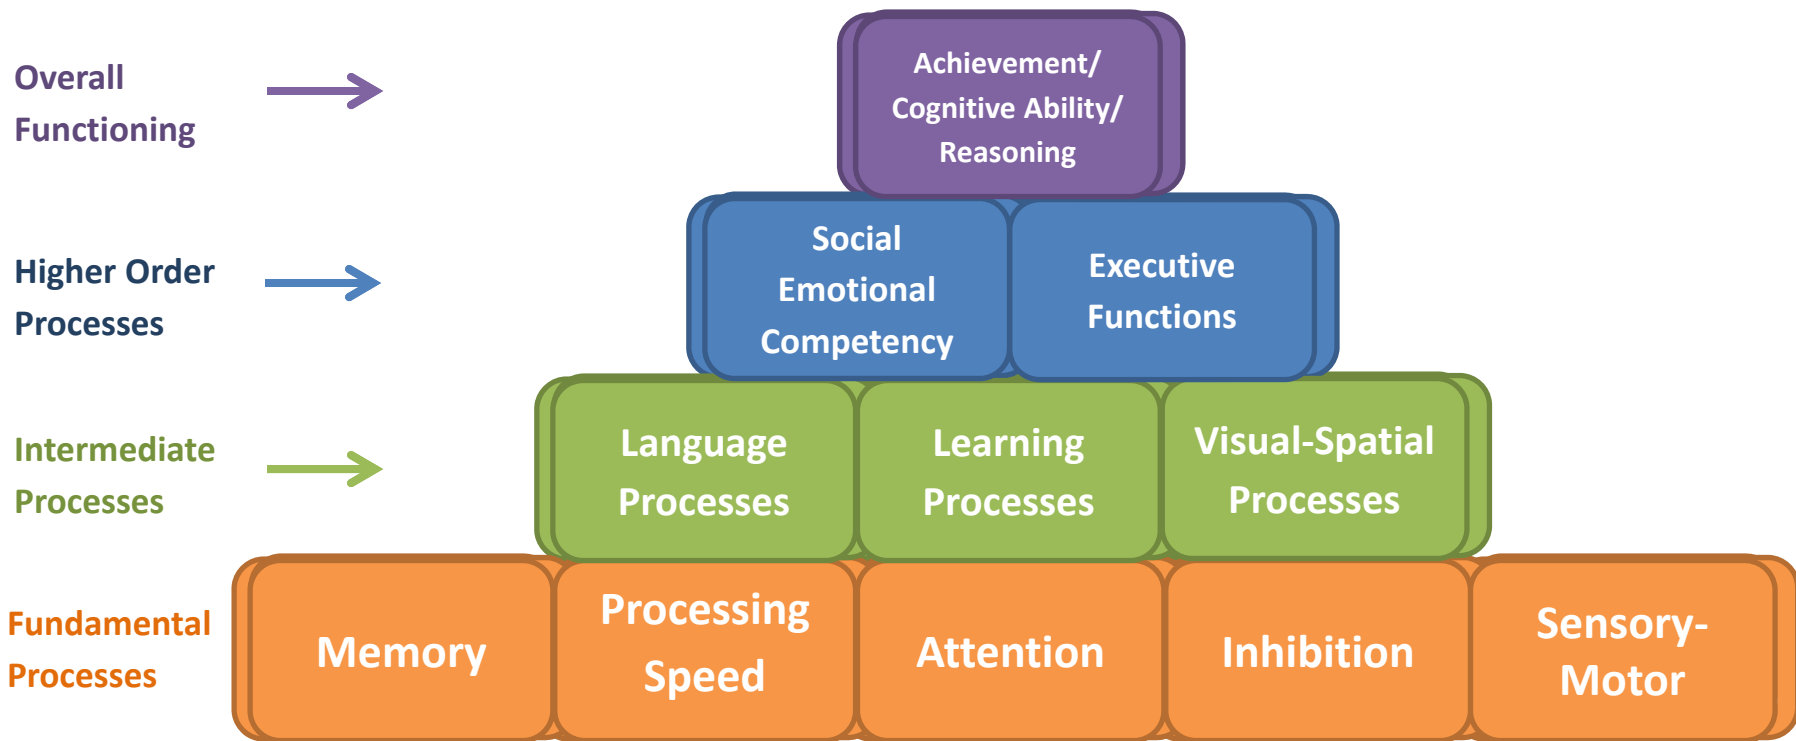 Overall
Functioning
Achievement/
Cognitive Ability/
Reasoning
Higher Order
Processes
Social
Emotional
Competency
Executive
Functions
Intermediate
Processes
Language
Processes
Learning
Processes
Visual-Spatial
Processes
Fundamental
Processes
Memory
Processing
Speed
Attention
Inhibition
Sensory-
Motor